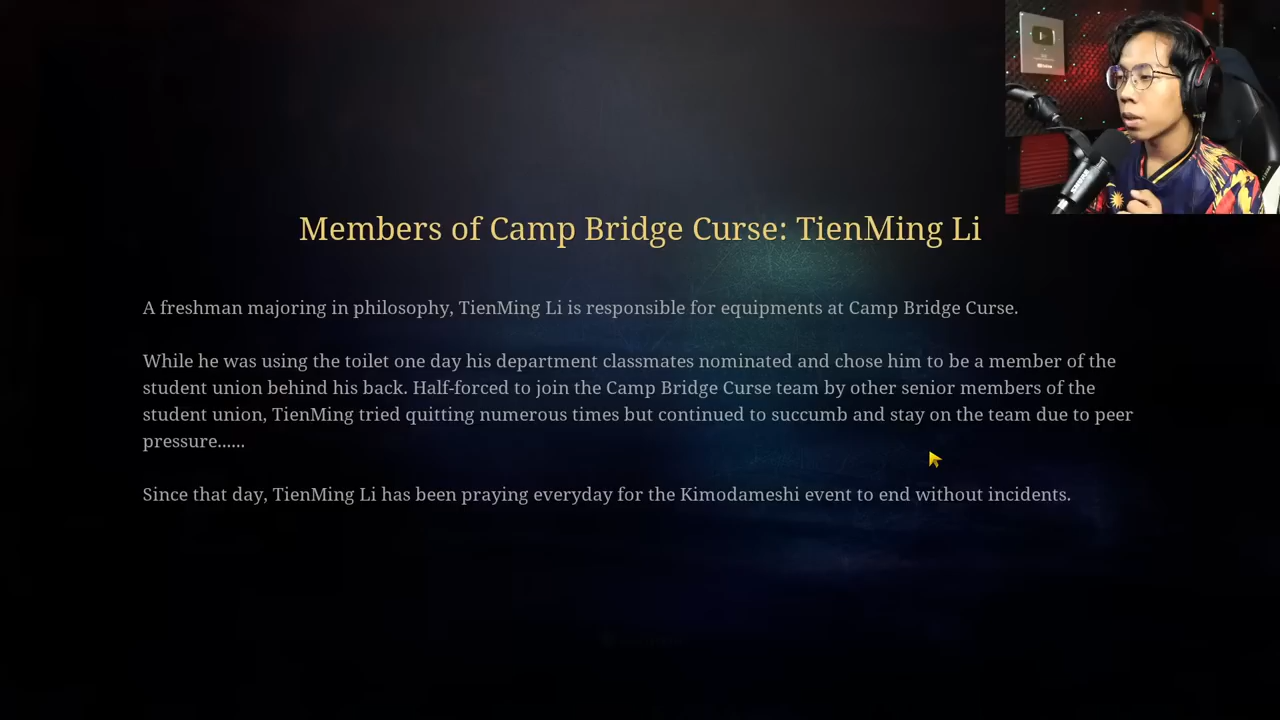 Members of Camp Bridge Curse: TienMing Li
A freshman majoring in philosophy, TienMing Li is responsible for equipments at Camp Bridge Curse.
While he was using the toilet one day his department classmates nominated and chose him to be a member of the
student union behind his back. Half-forced to join the Camp Bridge Curse team by other senior members of the
student union, TienMing tried quitting numerous times but continued to succumb and stay on the team due to peer
pressure......
Since that day, TienMing Li has been praying everyday for the Kimodameshi event to end without incidents.